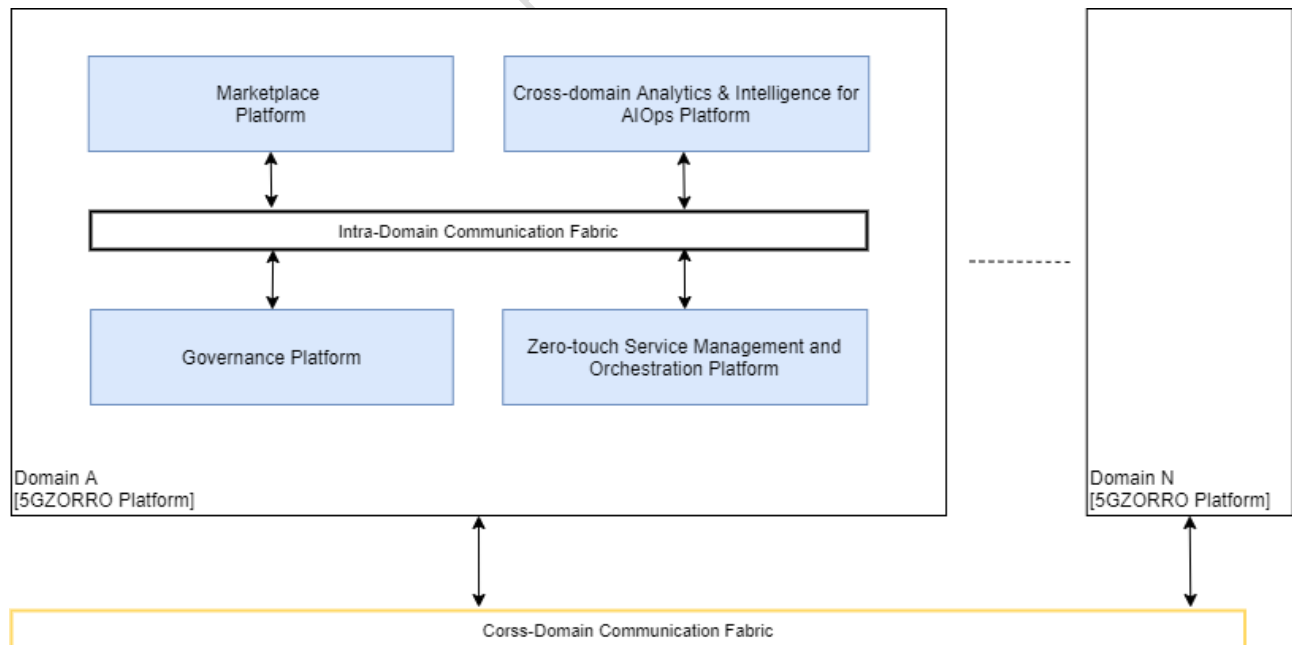 Marketplace
Platform
Cross-domain Analytics & Intelligence for
AIOps Platform
Intra-Domain Communication Fabric
Governance Platform
Zero-touch Service Management and
Orchestration Platform
Domain A
[5GZORRO Platform]
Domain N
[5GZORRO Platform]
Corss-Domain Communication Fabric